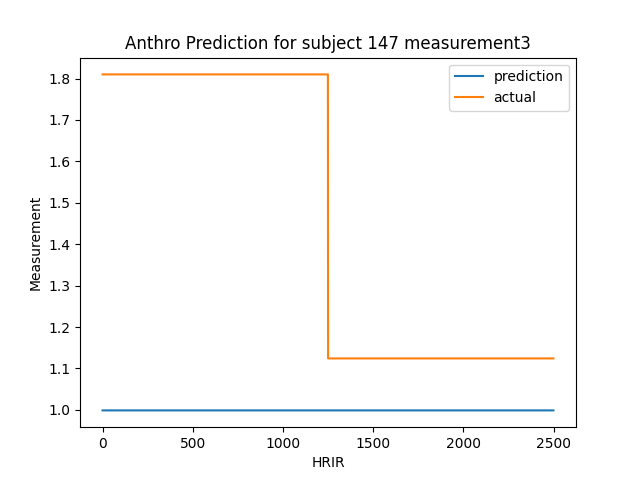 Anthro Prediction for subject 147 measurement3
prediction
actual
Measurement
1.8
1.7
1.6
1.5
1.4
1.3
1.2
1.1
1.0
0 500 1000 1500 2000 2500
HRIR